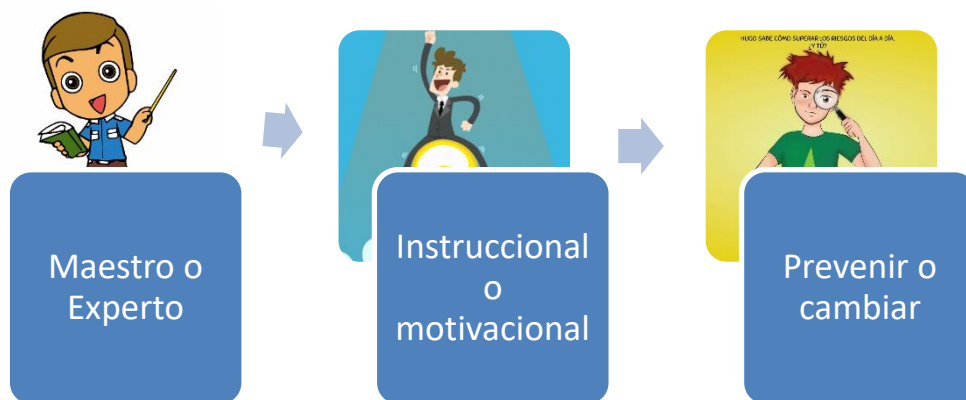 HUGO SABE CÓMO SUPERAR LOS RIESGOS DEL DÍA A DÍA,
¿Y TÚ?
Maestro o
Experto
Instruccional
o
motivacional
Prevenir o
cambiar